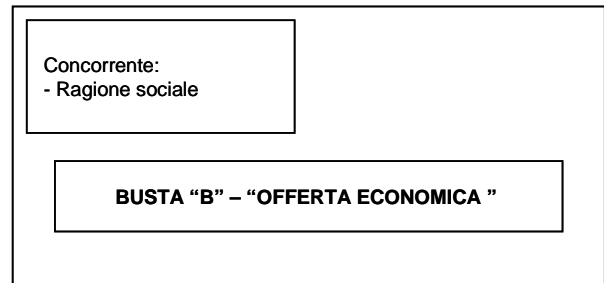 Concorrente:
- Ragione sociale
BUSTA “B” – “OFFERTA ECONOMICA ”